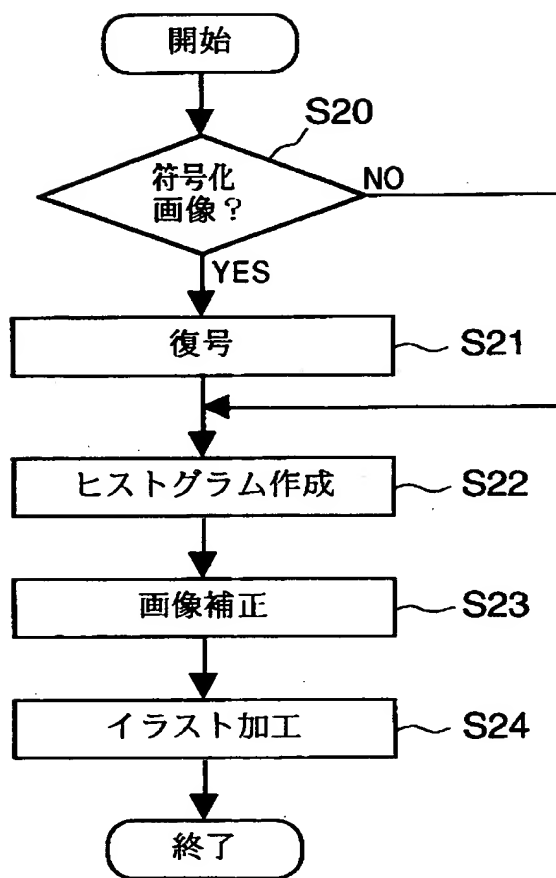 開始
S20
符号化
画像？
NO
YES
復号
S21
ヒストグラム作成
S22
画像補正
S23
イラスト加工
S24
終了